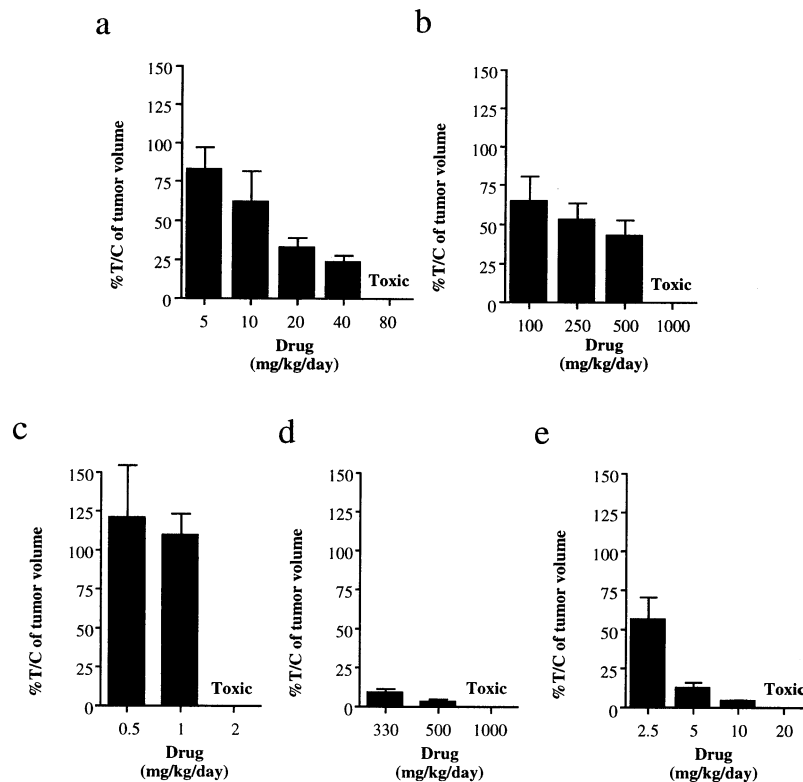 a
150
125
100
75
50
25
0
%T/C of tumor volume
Toxic
5 10 20 40 80
Drug
(mg/kg/day)
b
150
125
100
75
50
25
0
%T/C of tumor volume
Toxic
100 250 500 1000
Drug
(mg/kg/day)
c
150
125
100
75
50
25
0
%T/C of tumor volume
Toxic
0.5 1 2
Drug
(mg/kg/day)
d
150
125
100
75
50
25
0
%T/C of tumor volume
Toxic
330 500 1000
Drug
(mg/kg/day)
e
150
125
100
75
50
25
0
%T/C of tumor volume
Toxic
2.5 5 10 20
Drug
(mg/kg/day)